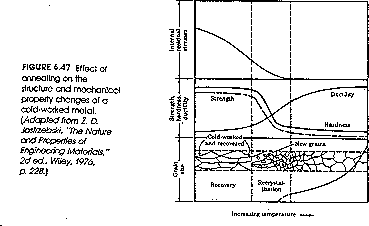 FIGURE 6.47 Effect of
annealing on the
structure and mechanical
property changes of a
cold-worked metal.
(Adapted from Z. D.
Jastrzebski, "The Nature
and Properties of
Engineering Materials,"
2d ed., Wiley, 1976,
p. 228.)
Internal
residual
stresses
Strength,
hardness,
ductility
Strength
Ductility
Hardness
Cold-worked
and recovered
New grains
Grain
size
Recovery
Recrystal-
lization
Increasing temperature